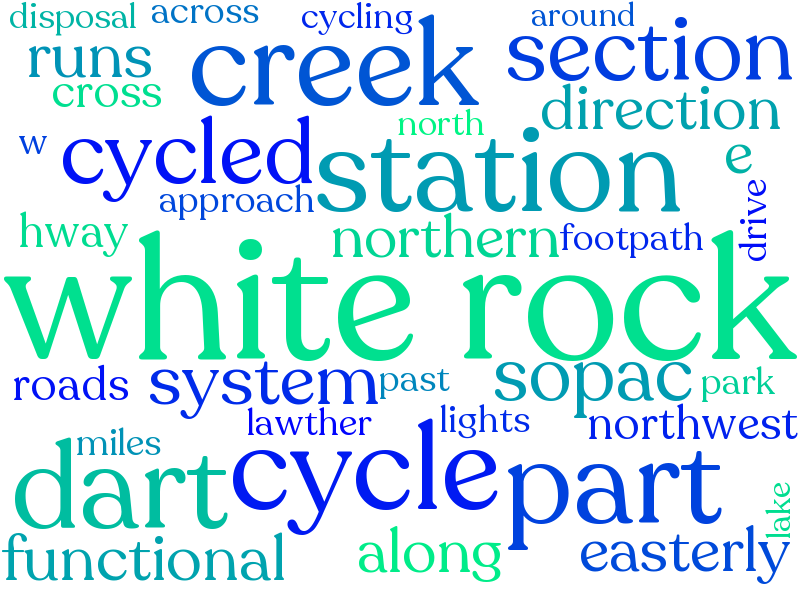 disposal across cycling around
runs creek section
cross direction
w cycled north station e
approach drive
hway northern footpath
white rock
roads system past sopac park
miles lawther lights northwest
dart cycle part lake
functional along easterly